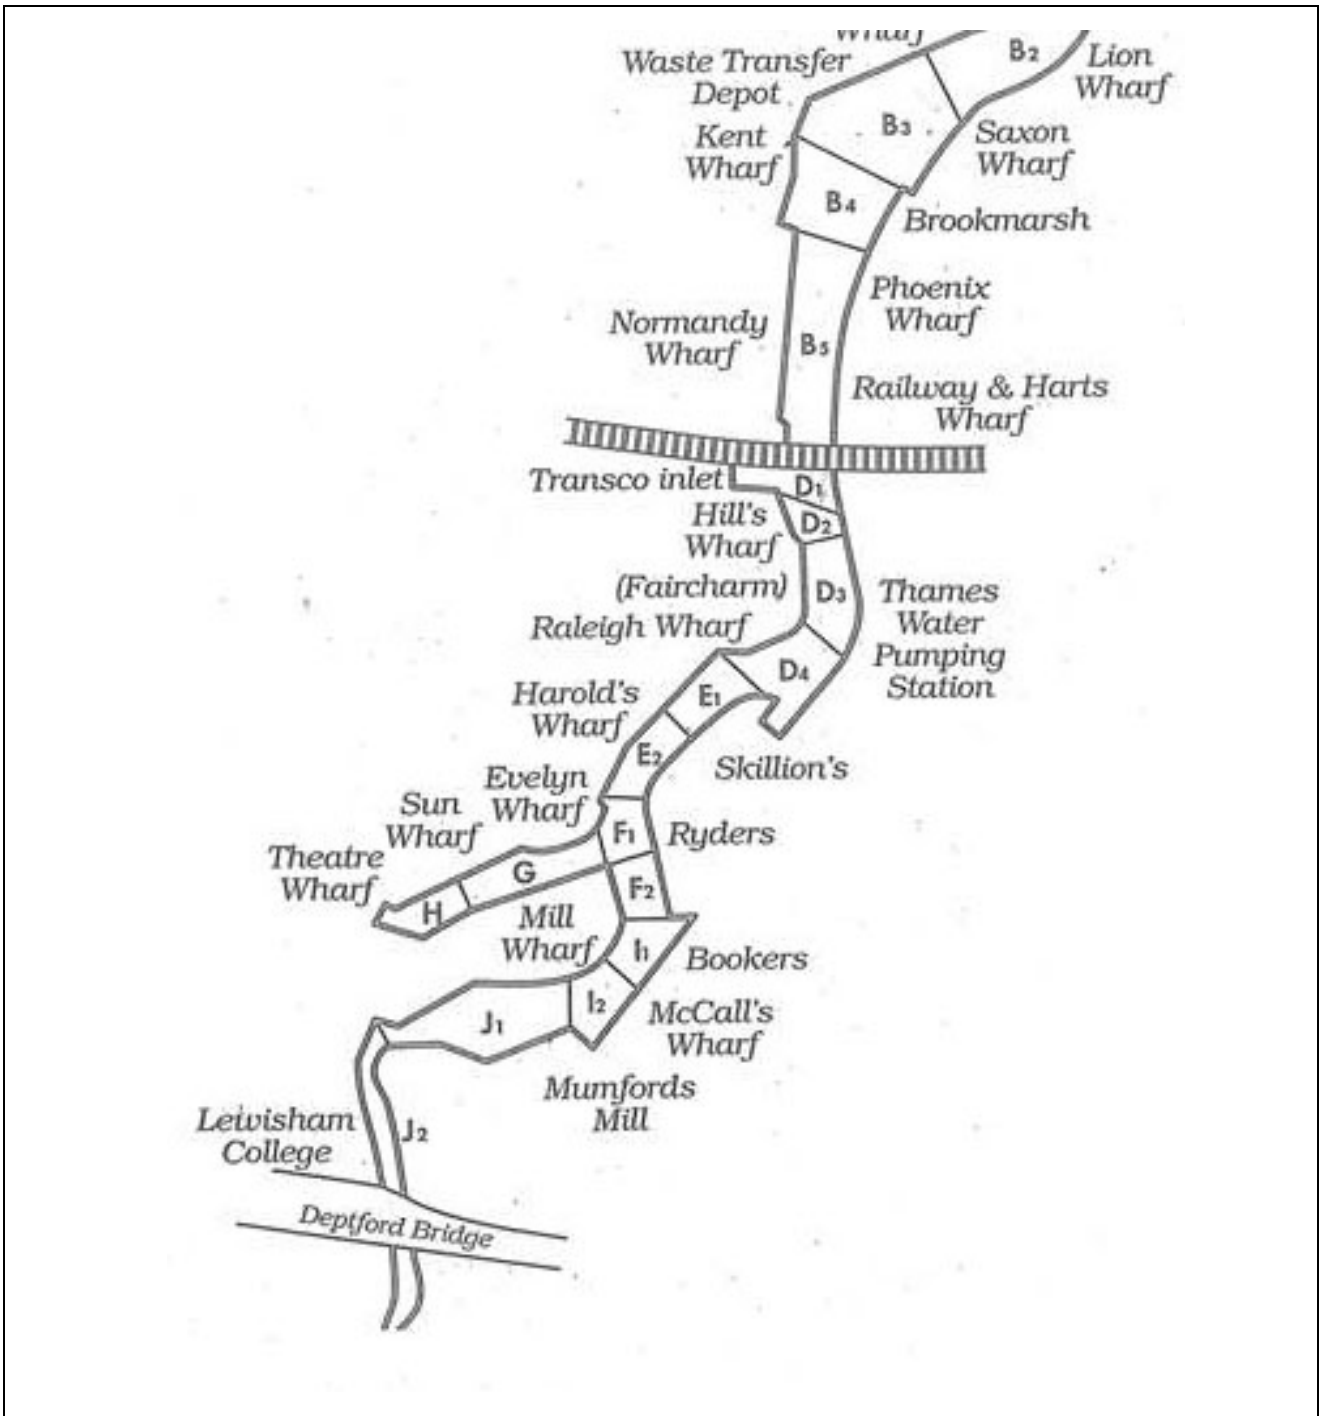 Wharf
B2
Lion
Wharf
Waste Transfer
Depot
B3
Kent
Wharf
Saxon
Wharf
B4
Brookmarsh
Phoenix
Wharf
Normandy
Wharf
B5
Railway & Harts
Wharf
Transco inlet
D1
Hill's
Wharf
D2
(Faircharm)
D3
Thames
Water
Pumping
Station
Raleigh Wharf
D4
Harold's
Wharf
E1
E2
Skillion's
Evelyn
Wharf
Sun
Wharf
F1
Ryders
Theatre
Wharf
G
F2
H
Mill
Wharf
I1
Bookers
I2
McCall's
Wharf
J1
Mumfords
Mill
Lewisham
College
J2
Deptford Bridge